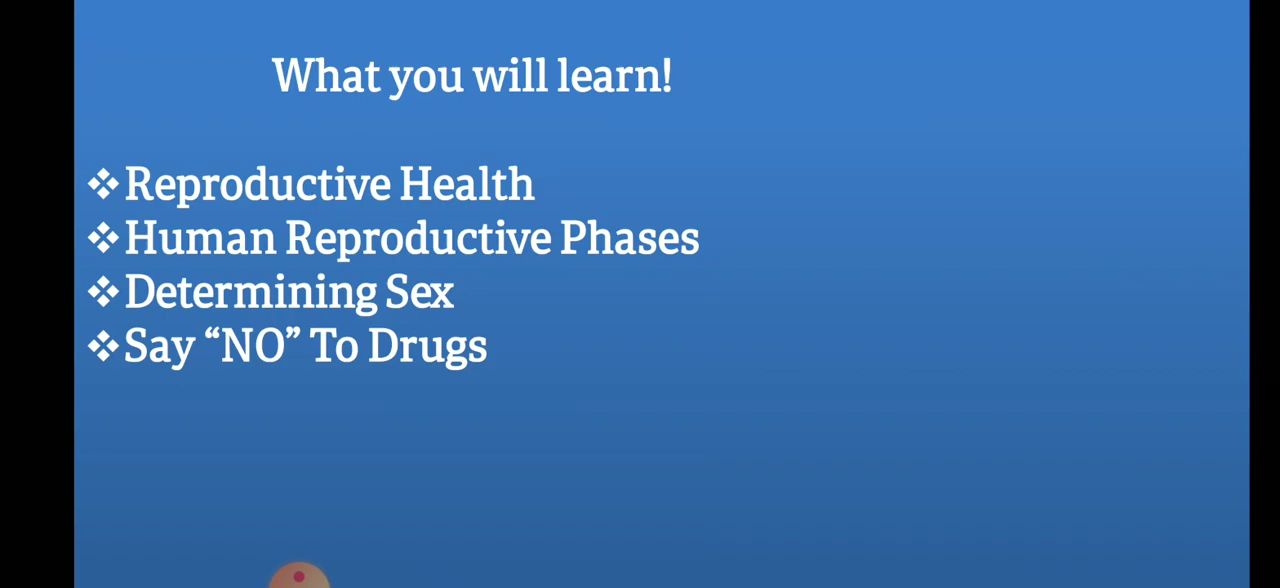 What you will learn!
❖Reproductive Health
❖Human Reproductive Phases
❖Determining Sex
❖Say “NO” To Drugs